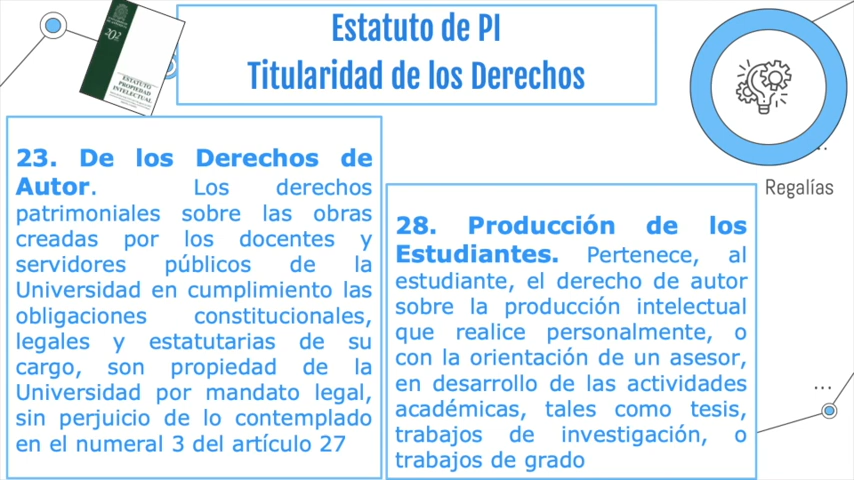 Estatuto de PI
Titularidad de los Derechos
ESTATUTO
PROPIEDAD
INTELECTUAL
23. De los Derechos de
Autor. Los derechos
patrimoniales sobre las obras
creadas por los docentes y
servidores públicos de la
Universidad en cumplimiento las
obligaciones constitucionales,
legales y estatutarias de su
cargo, son propiedad de la
Universidad por mandato legal,
sin perjuicio de lo contemplado
en el numeral 3 del artículo 27
28. Producción de los
Estudiantes. Pertenece, al
estudiante, el derecho de autor
sobre la producción intelectual
que realice personalmente, o
con la orientación de un asesor,
en desarrollo de las actividades
académicas, tales como tesis,
trabajos de investigación, o
trabajos de grado
Regalías
...